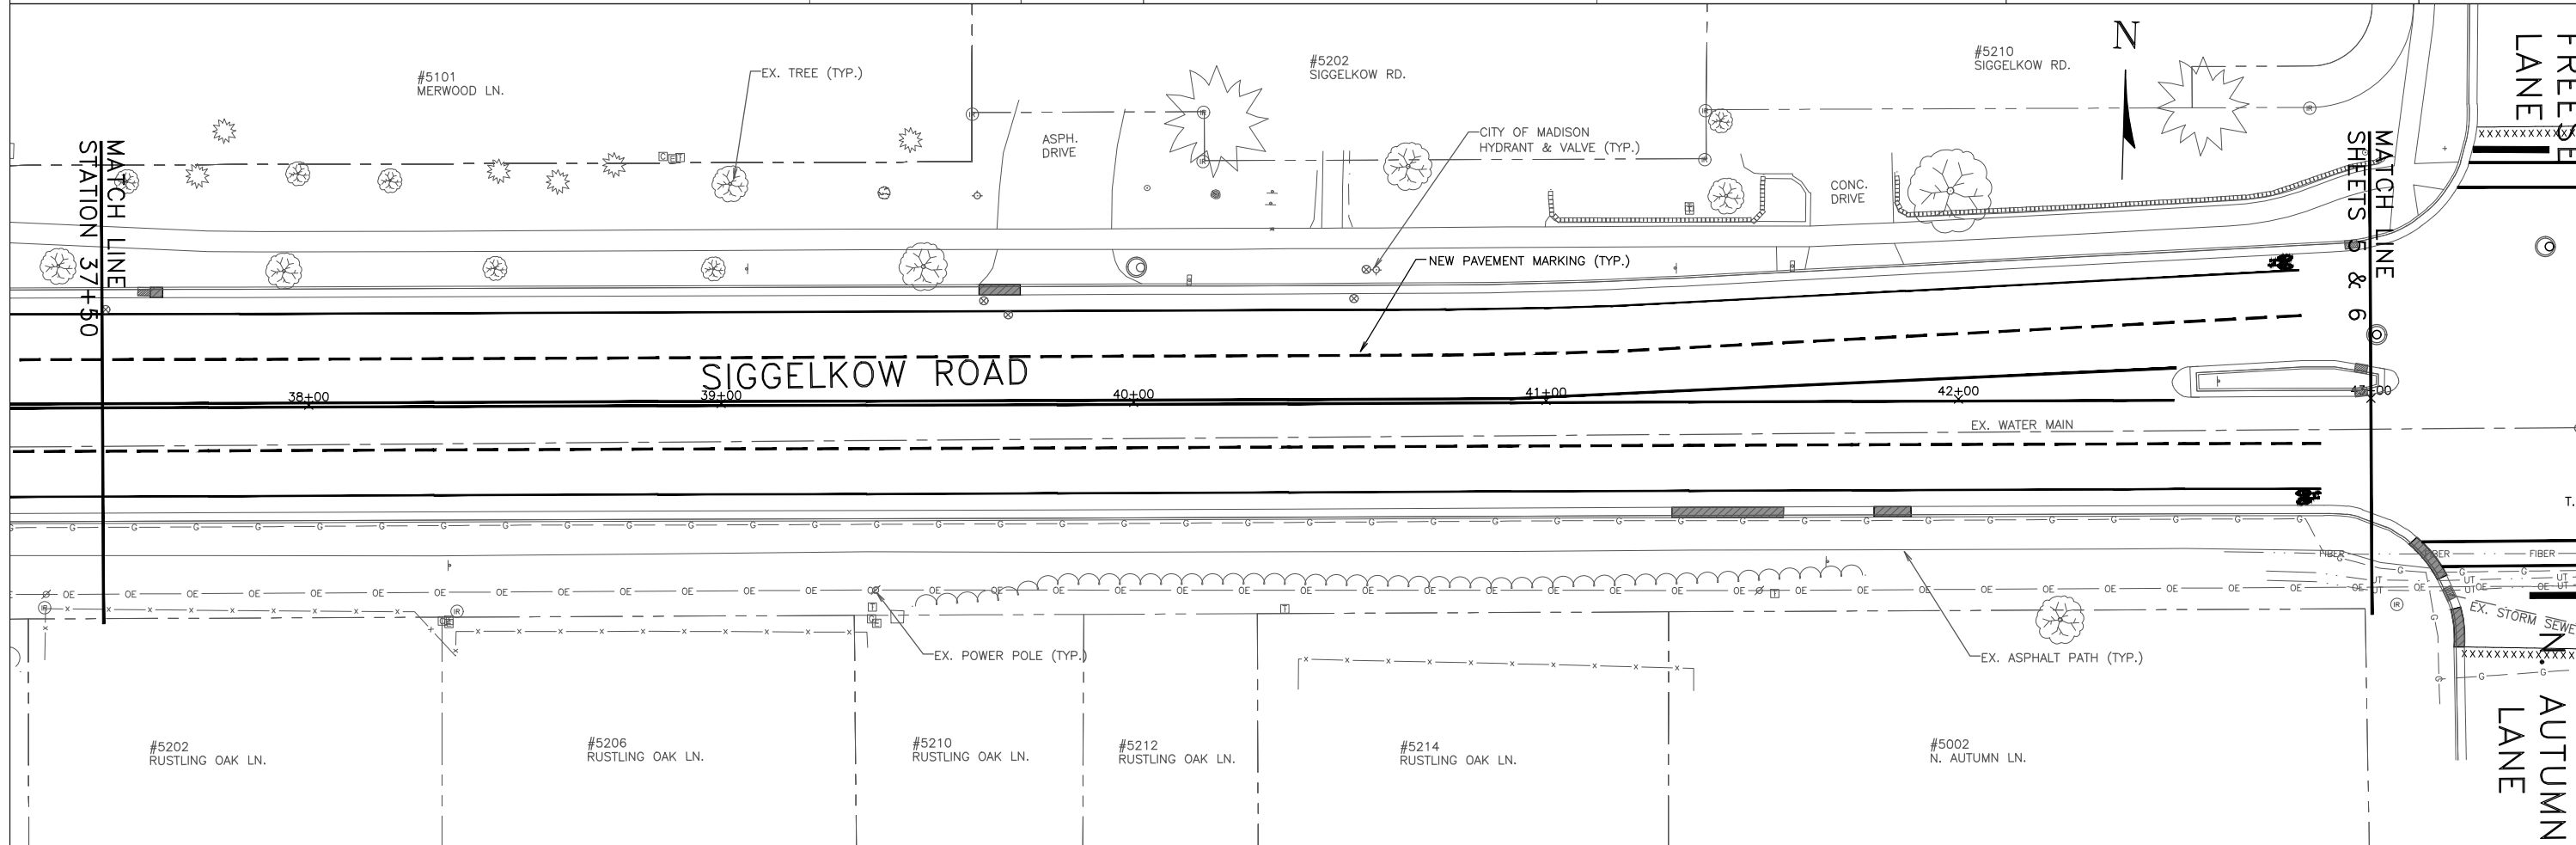 #5101
MERWOOD LN.
EX. TREE (TYP.)
#5202
SIGGELKOW RD.
#5210
SIGGELKOW RD.
N
FREESE
LANE
MATCH LINE
STATION 37+50
ASPH.
DRIVE
CITY OF MADISON
HYDRANT & VALVE (TYP.)
CONC.
DRIVE
MATCH LINE
SHEETS 5 & 6
NEW PAVEMENT MARKING (TYP.)
SIGGELKOW ROAD
38+00
39+00
40+00
41+00
42+00
43+00
EX. WATER MAIN
T.
FIBER FIBER FIBER
EX. POWER POLE (TYP.)
EX. ASPHALT PATH (TYP.)
EX. STORM SEWE
#5202
RUSTLING OAK LN.
#5206
RUSTLING OAK LN.
#5210
RUSTLING OAK LN.
#5212
RUSTLING OAK LN.
#5214
RUSTLING OAK LN.
#5002
N. AUTUMN LN.
N. AUTUMN
LANE